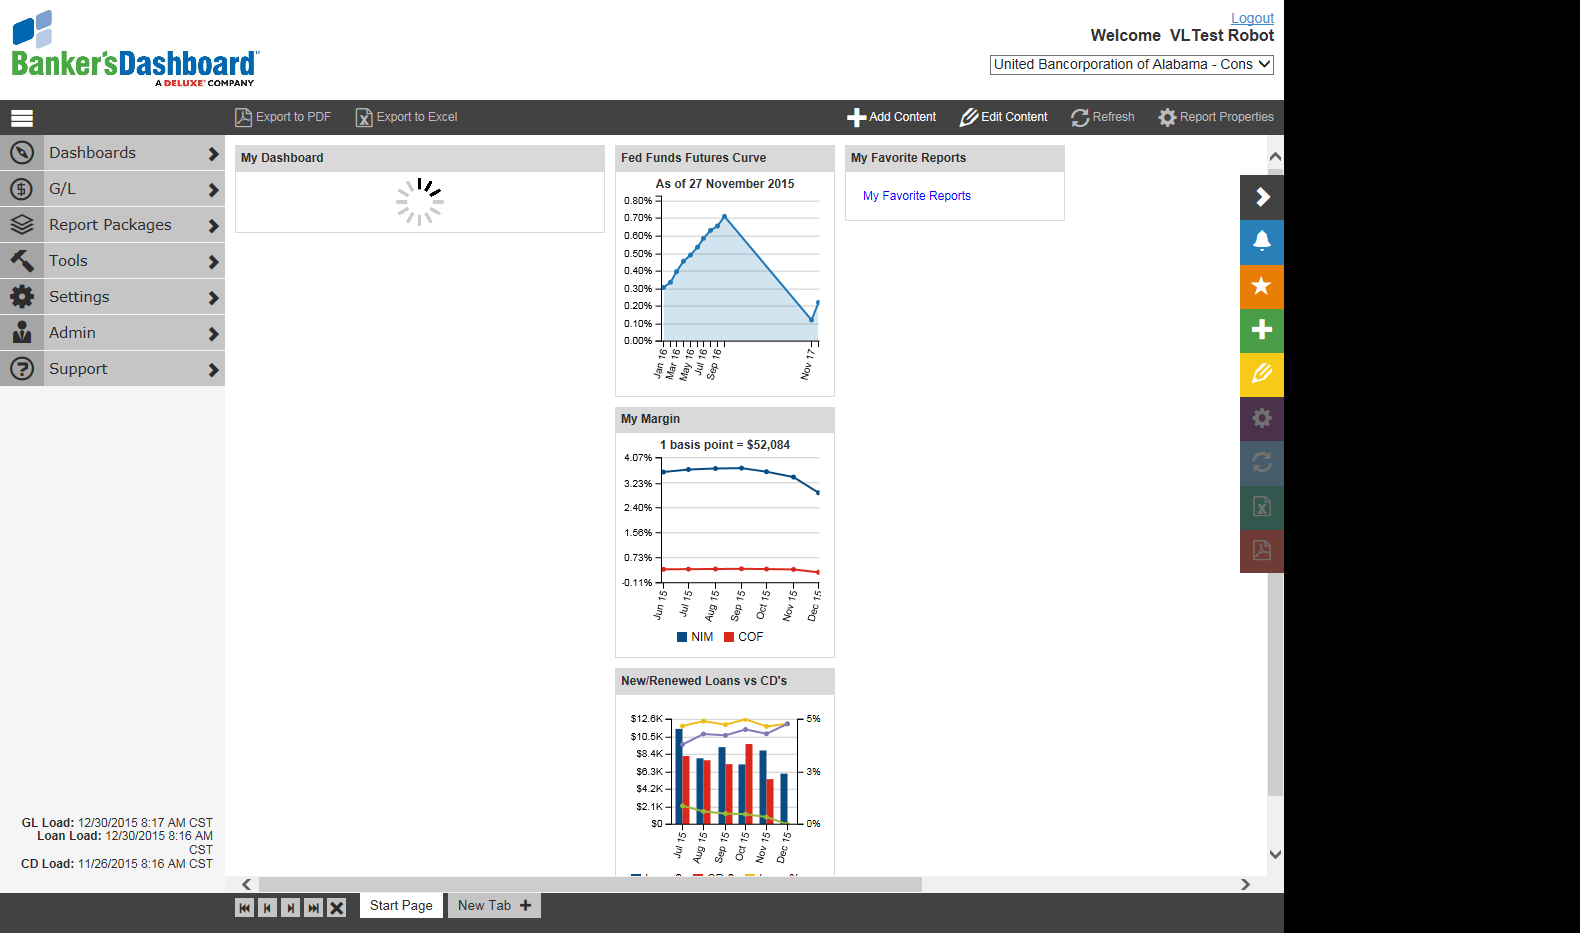 Logout
Banker'sDashboard
A DELUXE COMPANY
Welcome VLTest Robot
United Bancorporation of Alabama - Cons
Export to PDF
Export to Excel
Add Content
Edit Content
Refresh
Report Properties
Dashboards
G/L
Report Packages
Tools
Settings
Admin
Support
My Dashboard
Fed Funds Futures Curve
As of 27 November 2015
0.80%
0.70%
0.60%
0.50%
0.40%
0.30%
0.20%
0.10%
0.00%
Jan 16
Mar 16
May 16
Jul 16
Sep 16
Nov 17
My Favorite Reports
My Favorite Reports
My Margin
1 basis point = $52,084
4.07%
3.23%
2.40%
1.56%
0.73%
-0.11%
Jun 15
Jul 15
Aug 15
Sep 15
Oct 15
Nov 15
Dec 15
NIM
COF
New/Renewed Loans vs CD's
$12.6K
$10.5K
$8.4K
$6.3K
$4.2K
$2.1K
$0
5%
3%
0%
Jul 15
Aug 15
Sep 15
Oct 15
Nov 15
Dec 15
GL Load: 12/30/2015 8:17 AM CST
Loan Load: 12/30/2015 8:16 AM
CST
CD Load: 11/26/2015 8:16 AM CST
Start Page
New Tab